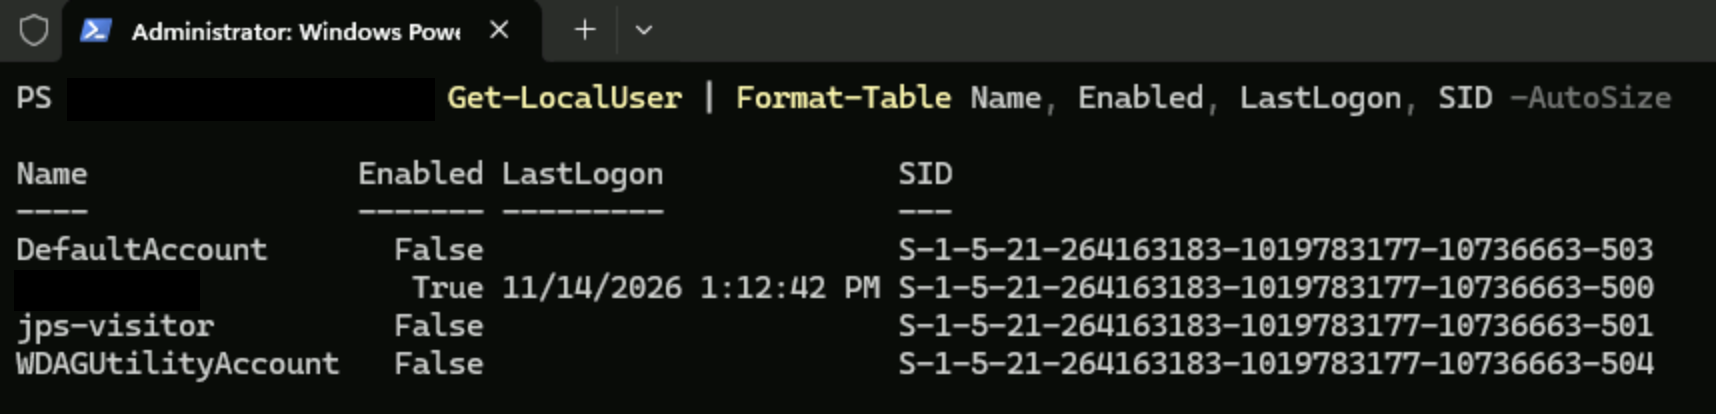 Administrator: Windows Powe
PS Get-LocalUser | Format-Table Name, Enabled, LastLogon, SID -AutoSize
Name Enabled LastLogon SID
---- ------- --------- ---
DefaultAccount False S-1-5-21-264163183-1019783177-10736663-503
True 11/14/2026 1:12:42 PM S-1-5-21-264163183-1019783177-10736663-500
jps-visitor False S-1-5-21-264163183-1019783177-10736663-501
WDAGUtilityAccount False S-1-5-21-264163183-1019783177-10736663-504